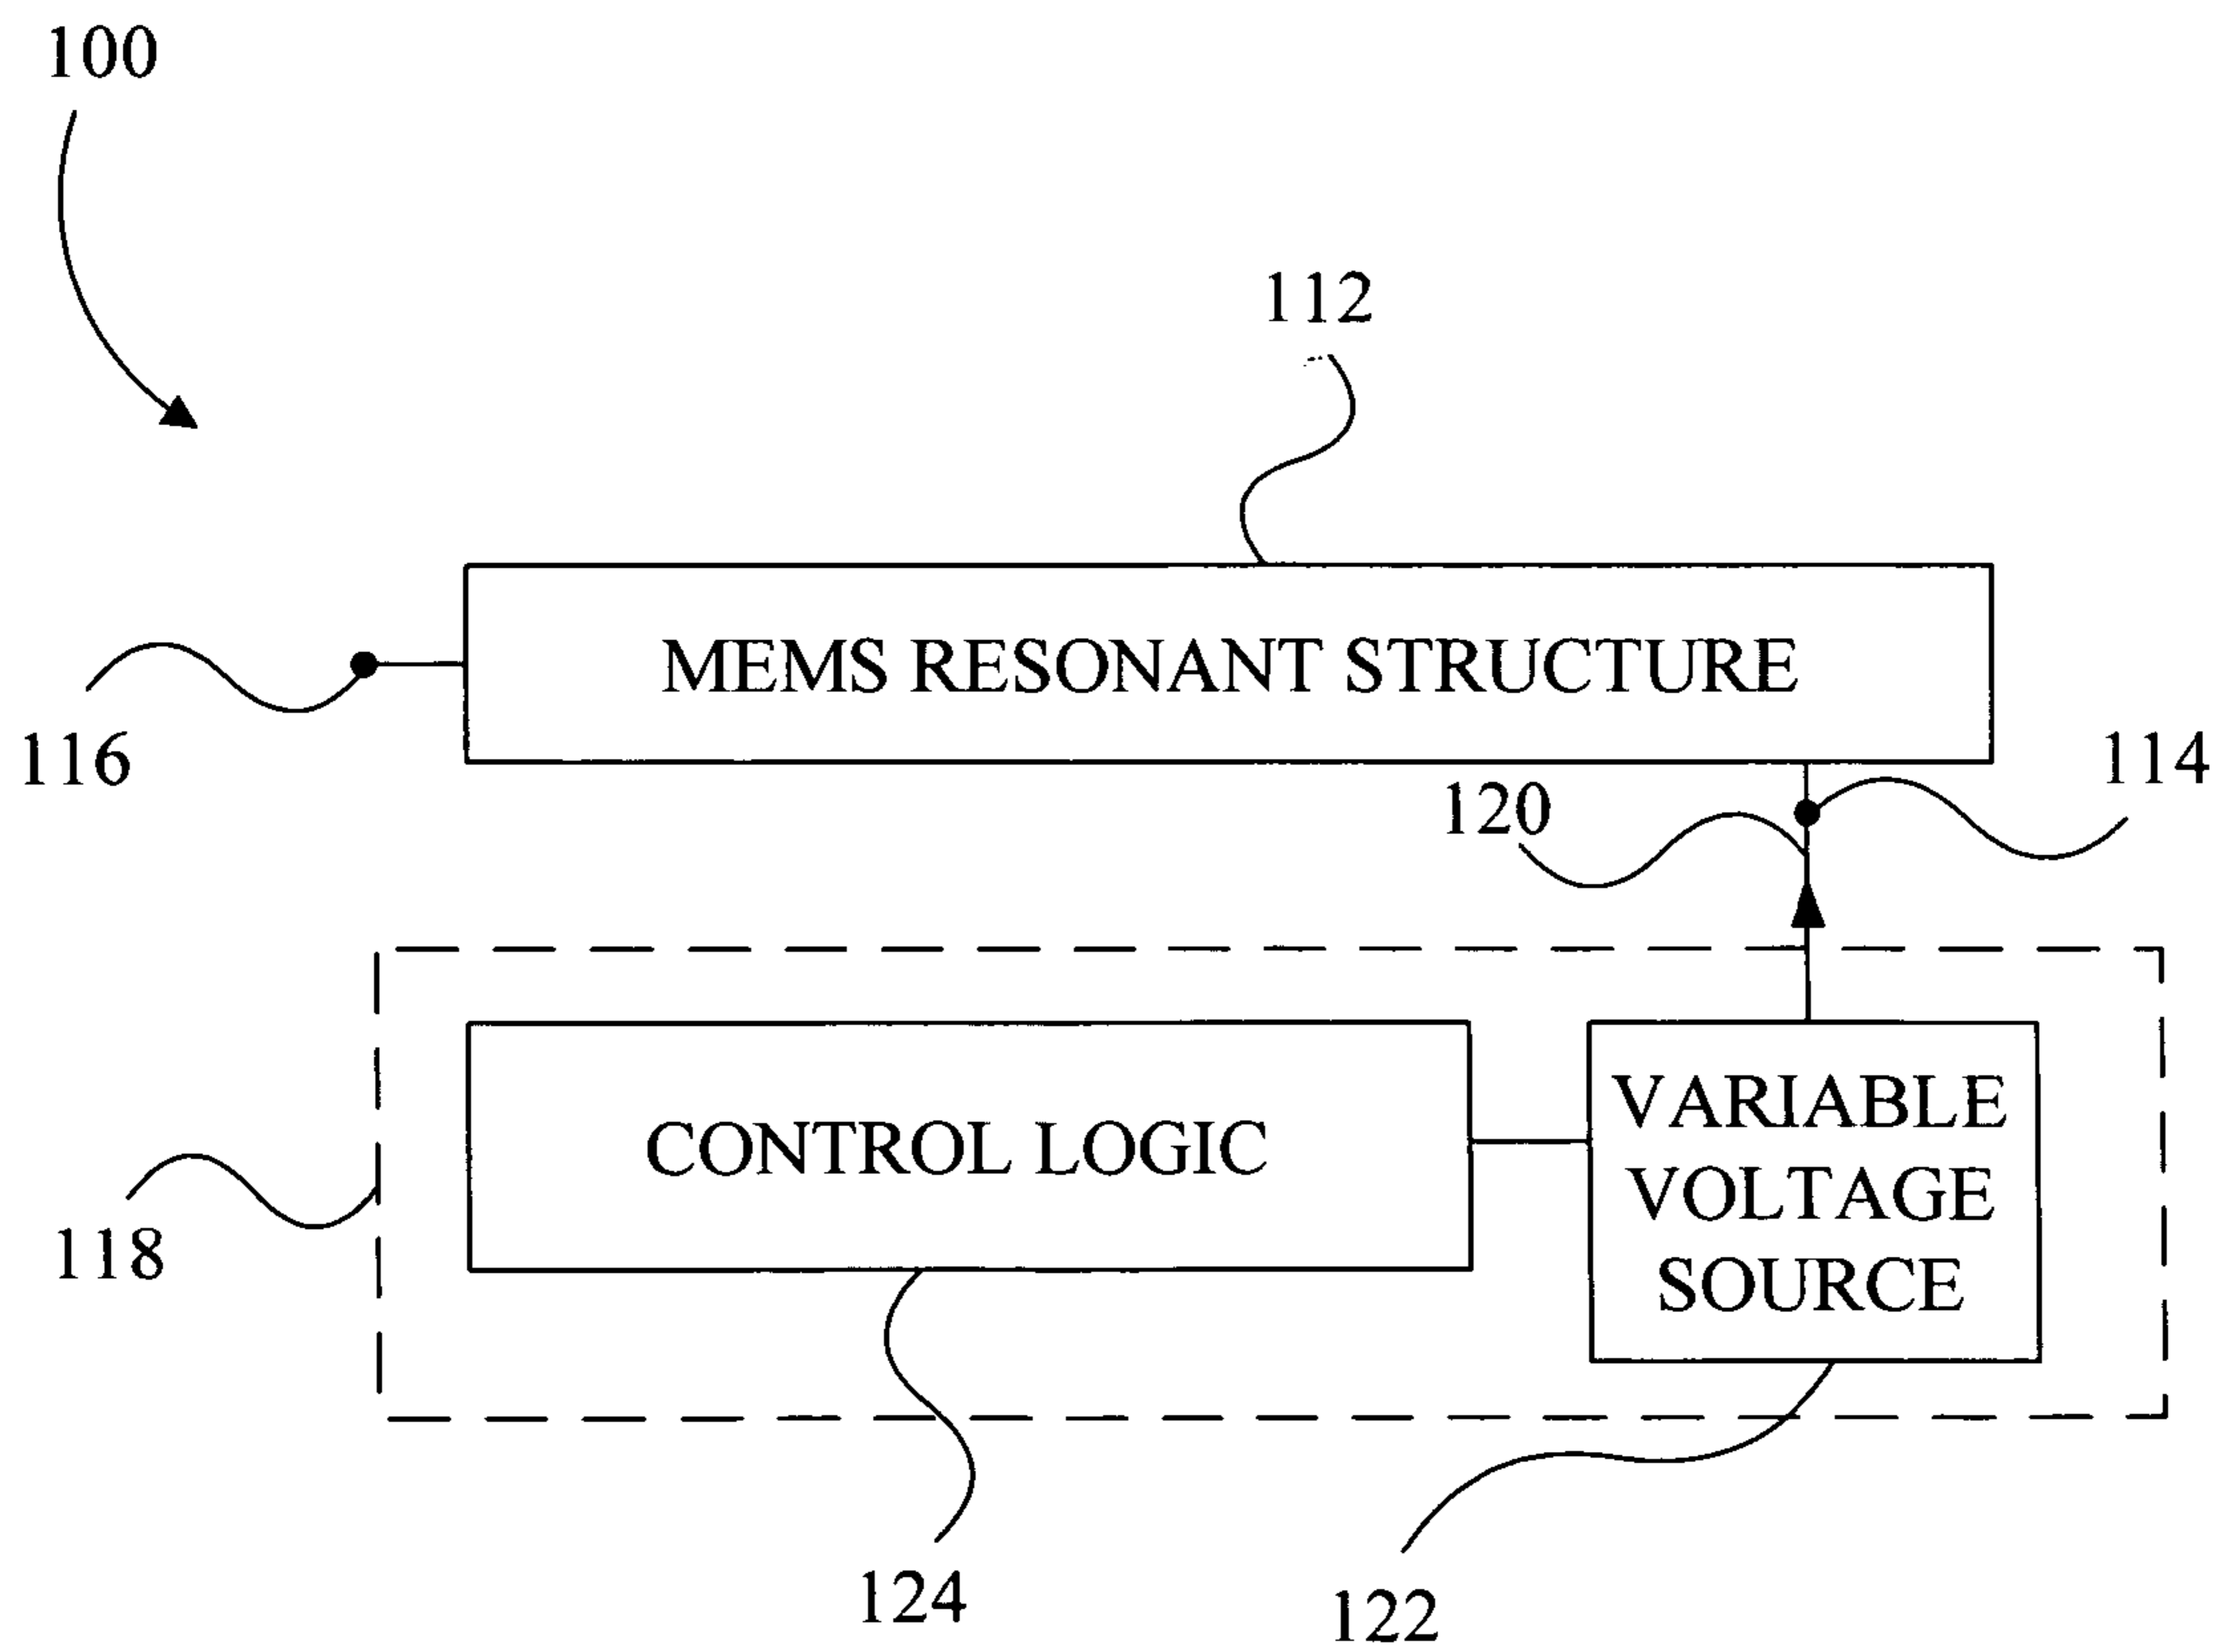 100
112
MEMS RESONANT STRUCTURE
116
114
120
CONTROL LOGIC
VARIABLE
VOLTAGE
SOURCE
118
124
122